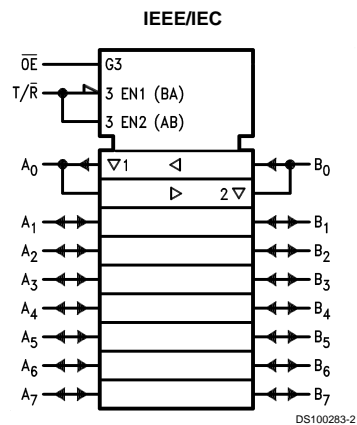 IEEE/IEC
O̅E̅ G3
T/R̅ 3 EN1 (BA)
3 EN2 (AB)
A₀ ▽1 ◁ B₀
▷ 2▽
A₁ B₁
A₂ B₂
A₃ B₃
A₄ B₄
A₅ B₅
A₆ B₆
A₇ B₇
DS100283-2